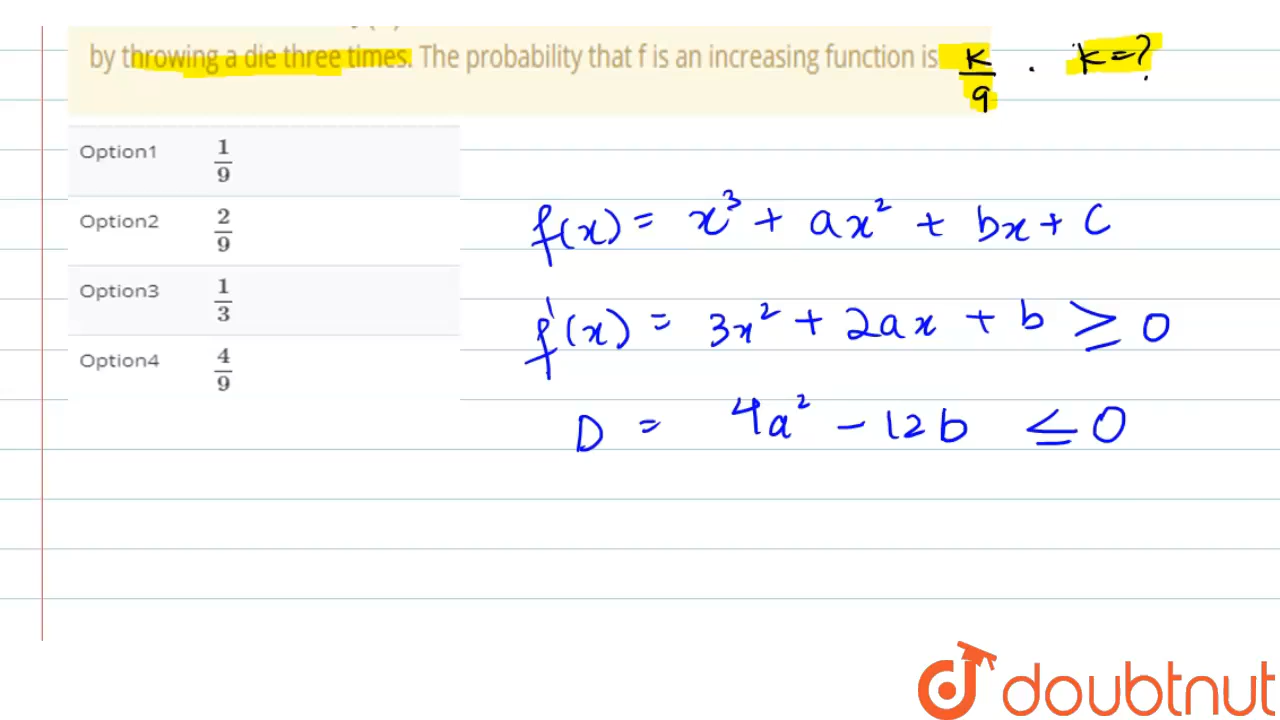 by throwing a die three times. The probability that f is an increasing function is K/9 . K=?
Option1 1/9
Option2 2/9
Option3 1/3
Option4 4/9
f(x) = x³ + ax² + bx + C
f'(x) = 3x² + 2ax + b ≥ 0
D = 4a² - 12b ≤ 0
doubtnut